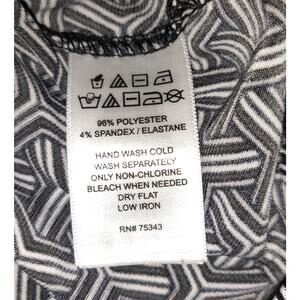 96% POLYESTER
4% SPANDEX / ELASTANE
HAND WASH COLD
WASH SEPARATELY
ONLY NON-CHLORINE
BLEACH WHEN NEEDED
DRY FLAT
LOW IRON
RN# 75343